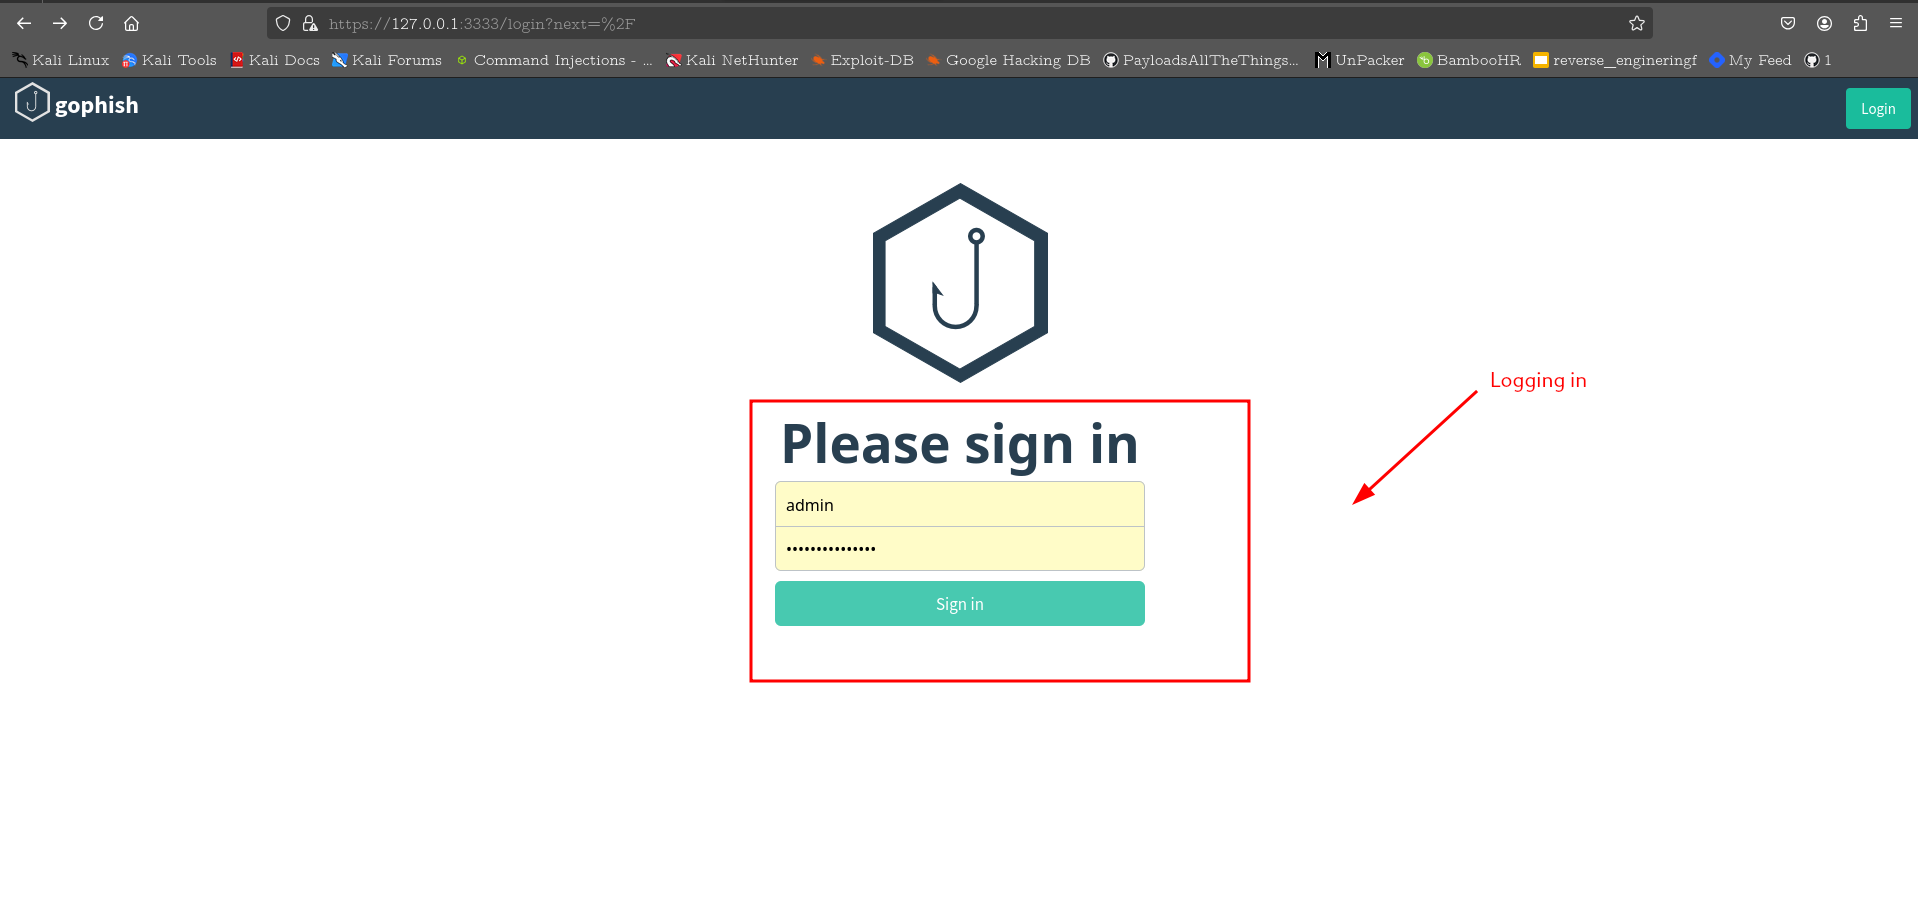 https://127.0.0.1:3333/login?next=%2F
Kali Linux Kali Tools Kali Docs Kali Forums Command Injections - ... Kali NetHunter Exploit-DB Google Hacking DB PayloadsAllTheThings... UnPacker BambooHR reverse_engineringf My Feed 1
gophish Login
Logging in
Please sign in
admin
•••••••••••••••
Sign in